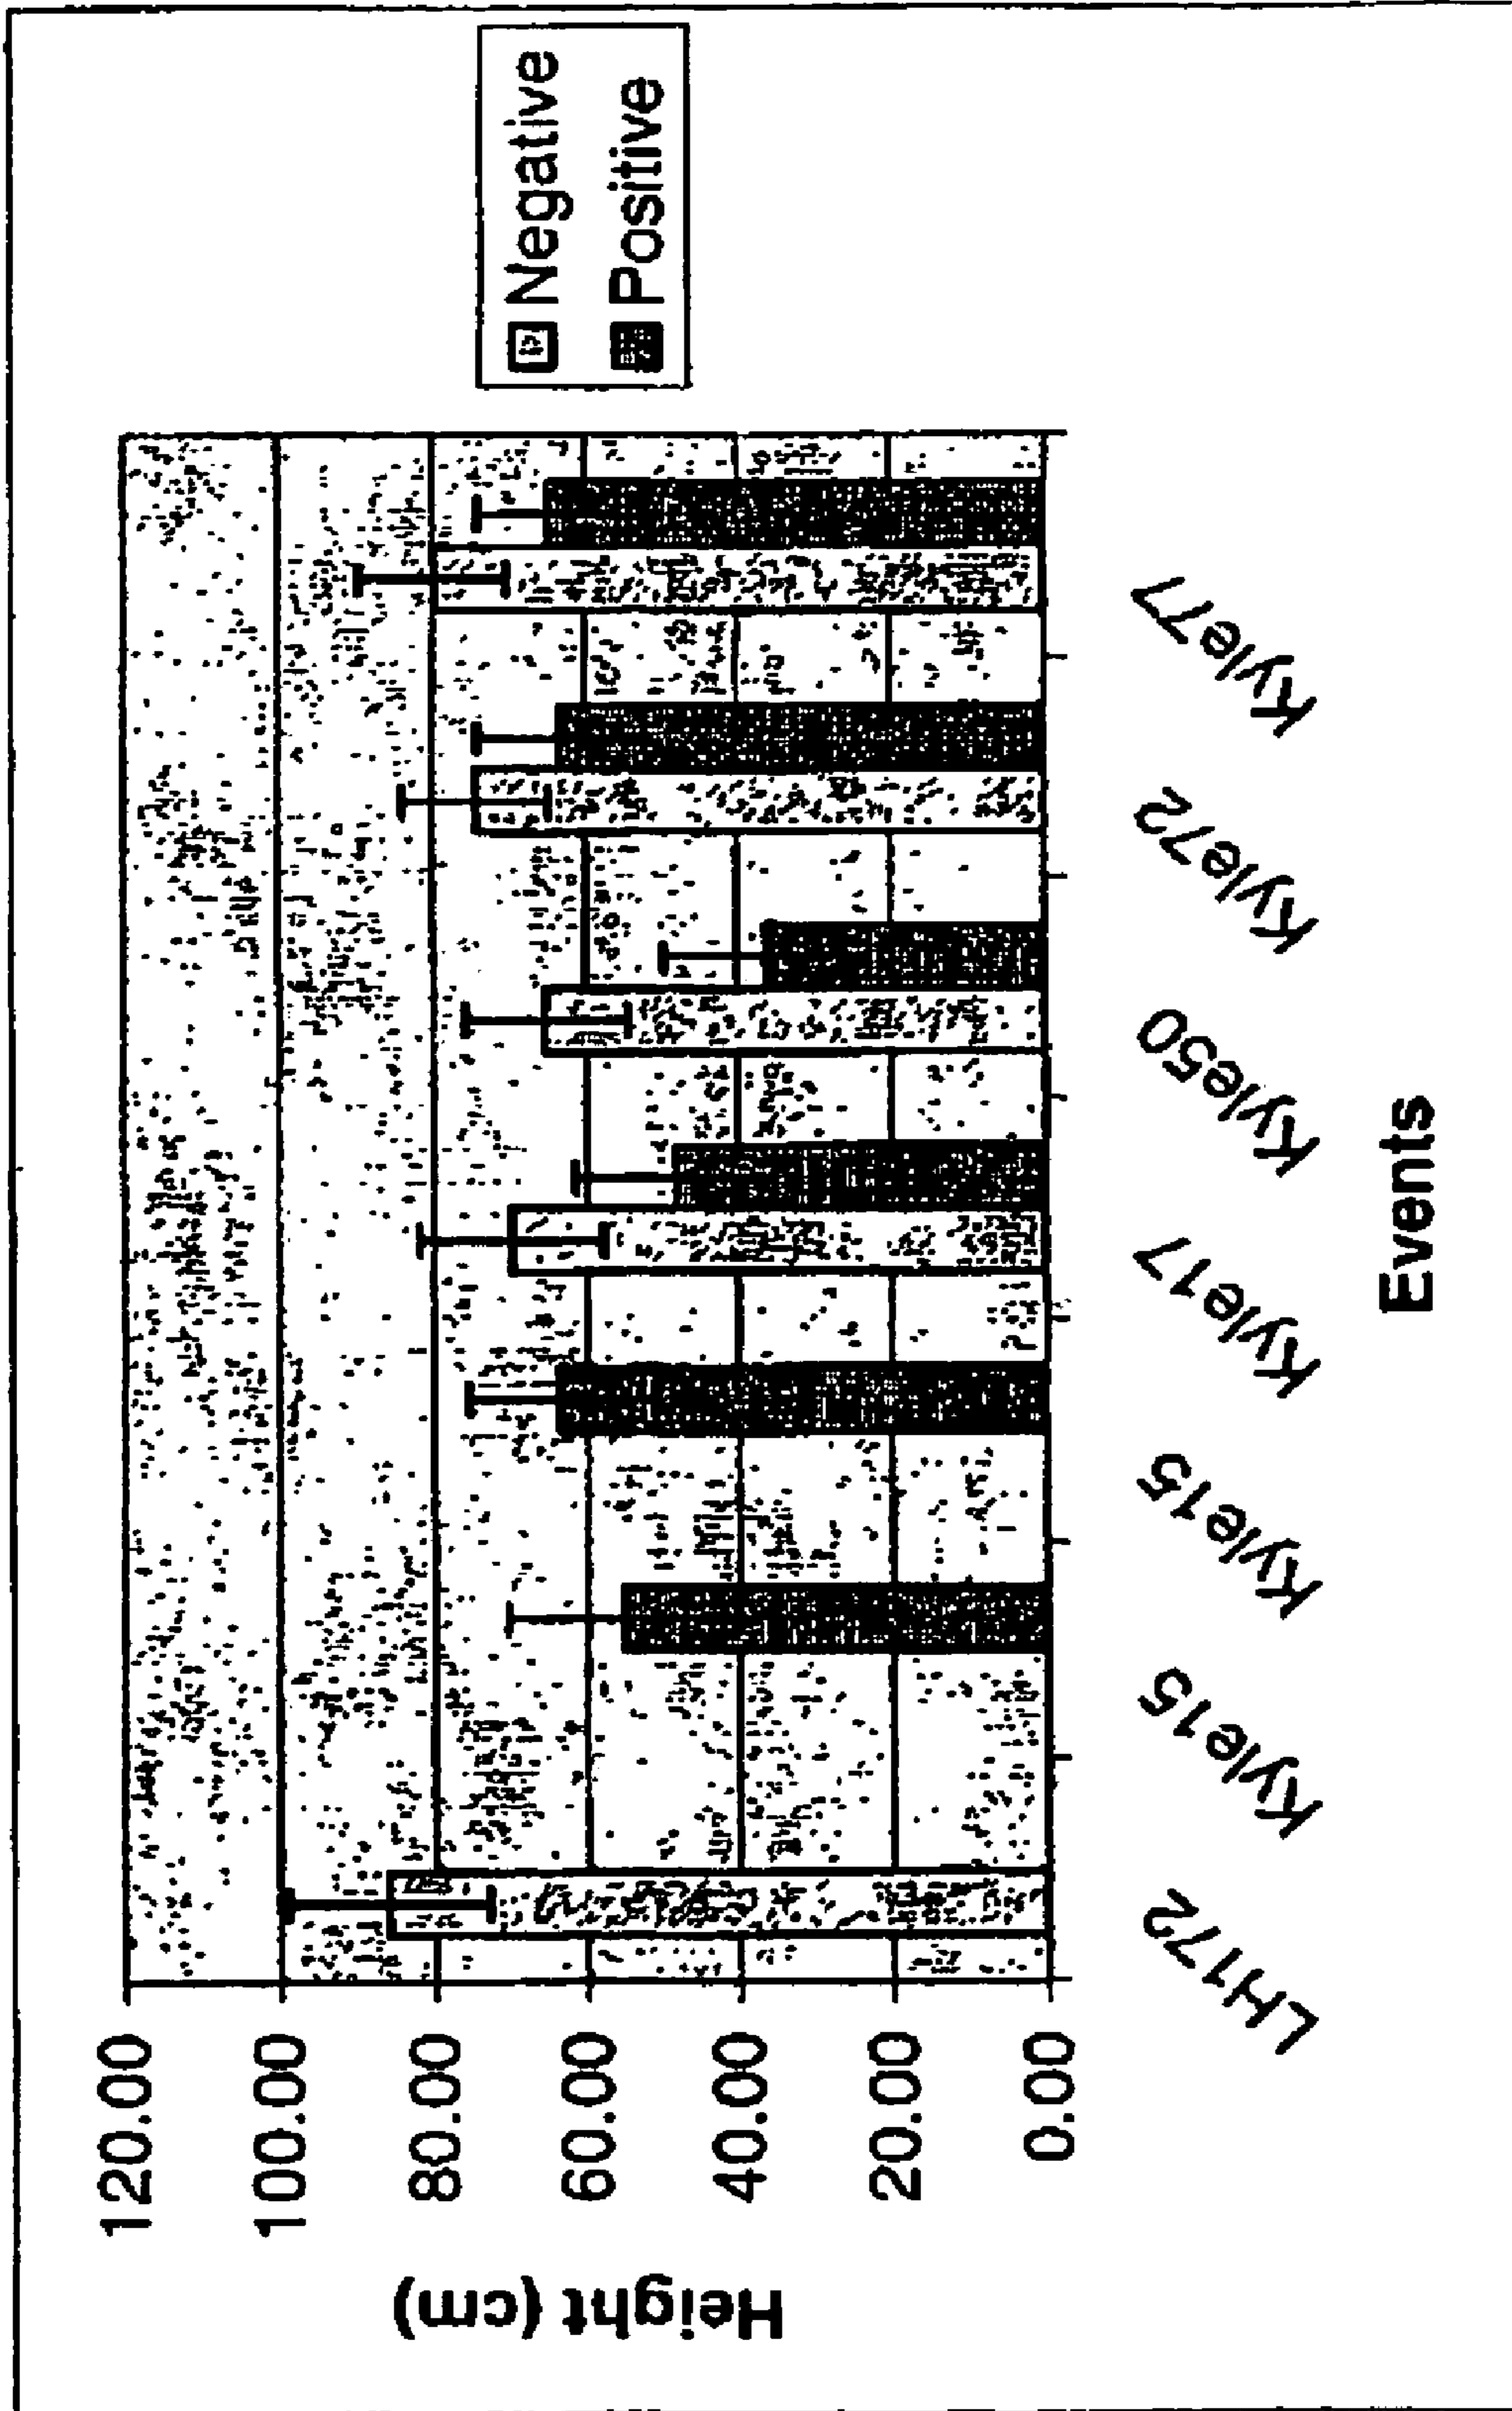 Height (cm)
120.00
100.00
80.00
60.00
40.00
20.00
0.00
LH172
Kyle15
Kyle15
Kyle17
Kyle50
Kyle72
Kyle77
Events
Negative
Positive